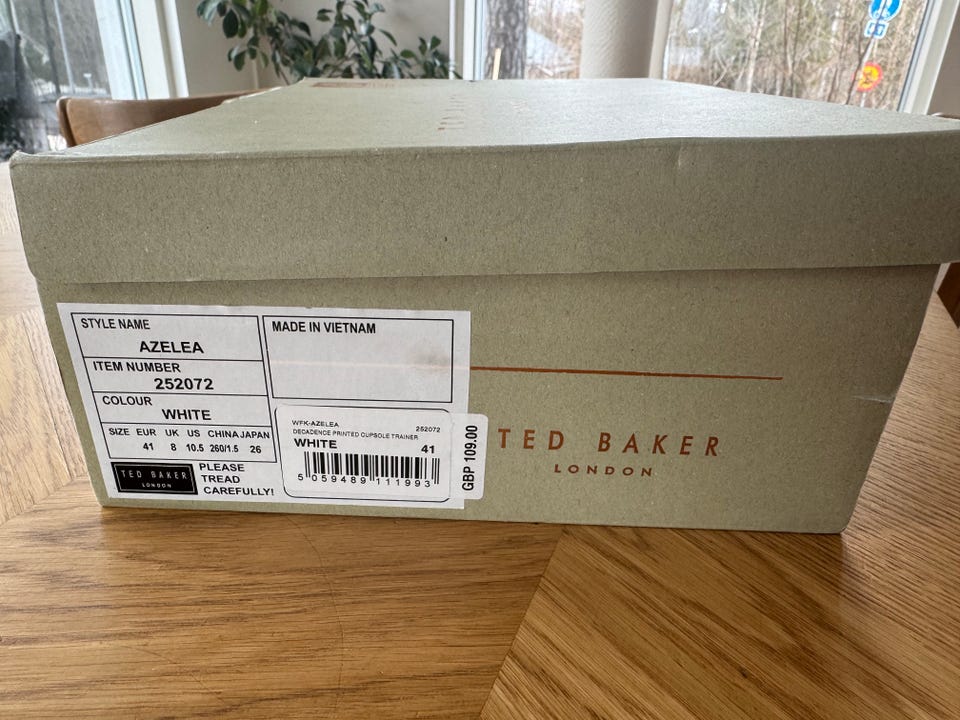 STYLE NAME
AZELEA
ITEM NUMBER
252072
COLOUR
WHITE
SIZE EUR UK US CHINA JAPAN
41 8 10.5 260/1.5 26
TED BAKER
LONDON
PLEASE
TREAD
CAREFULLY!
MADE IN VIETNAM
WFK-AZELEA 252072
DECADENCE PRINTED CUPSOLE TRAINER
WHITE 41
5 059489 111993
GBP 109.00
TED BAKER
LONDON